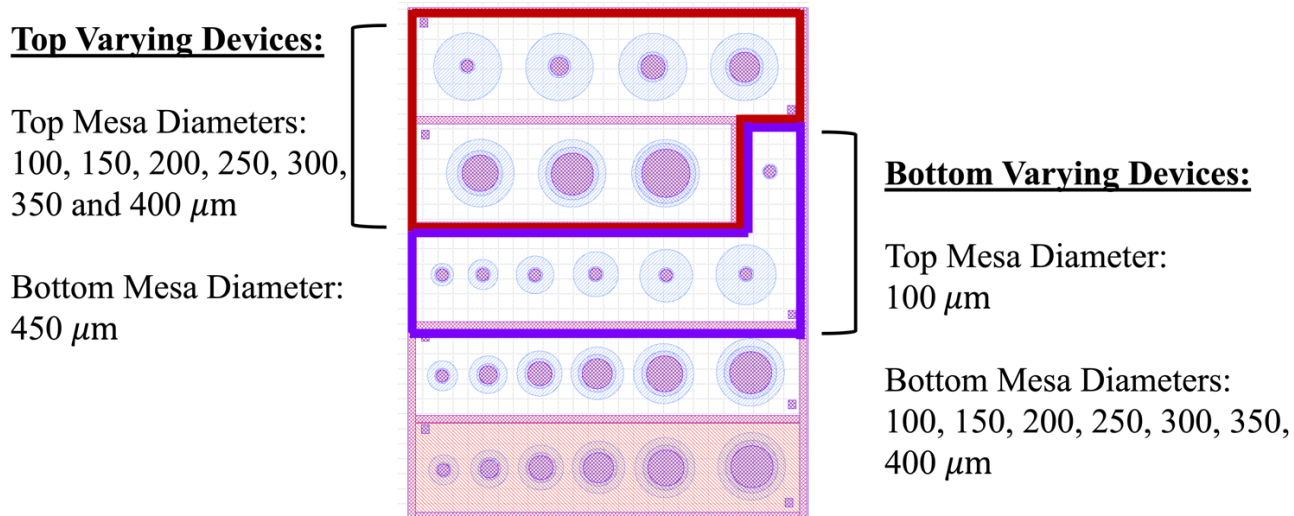 Top Varying Devices:
Top Mesa Diameters:
100, 150, 200, 250, 300,
350 and 400 𝜇m
Bottom Mesa Diameter:
450 𝜇m
Bottom Varying Devices:
Top Mesa Diameter:
100 𝜇m
Bottom Mesa Diameters:
100, 150, 200, 250, 300, 350,
400 𝜇m